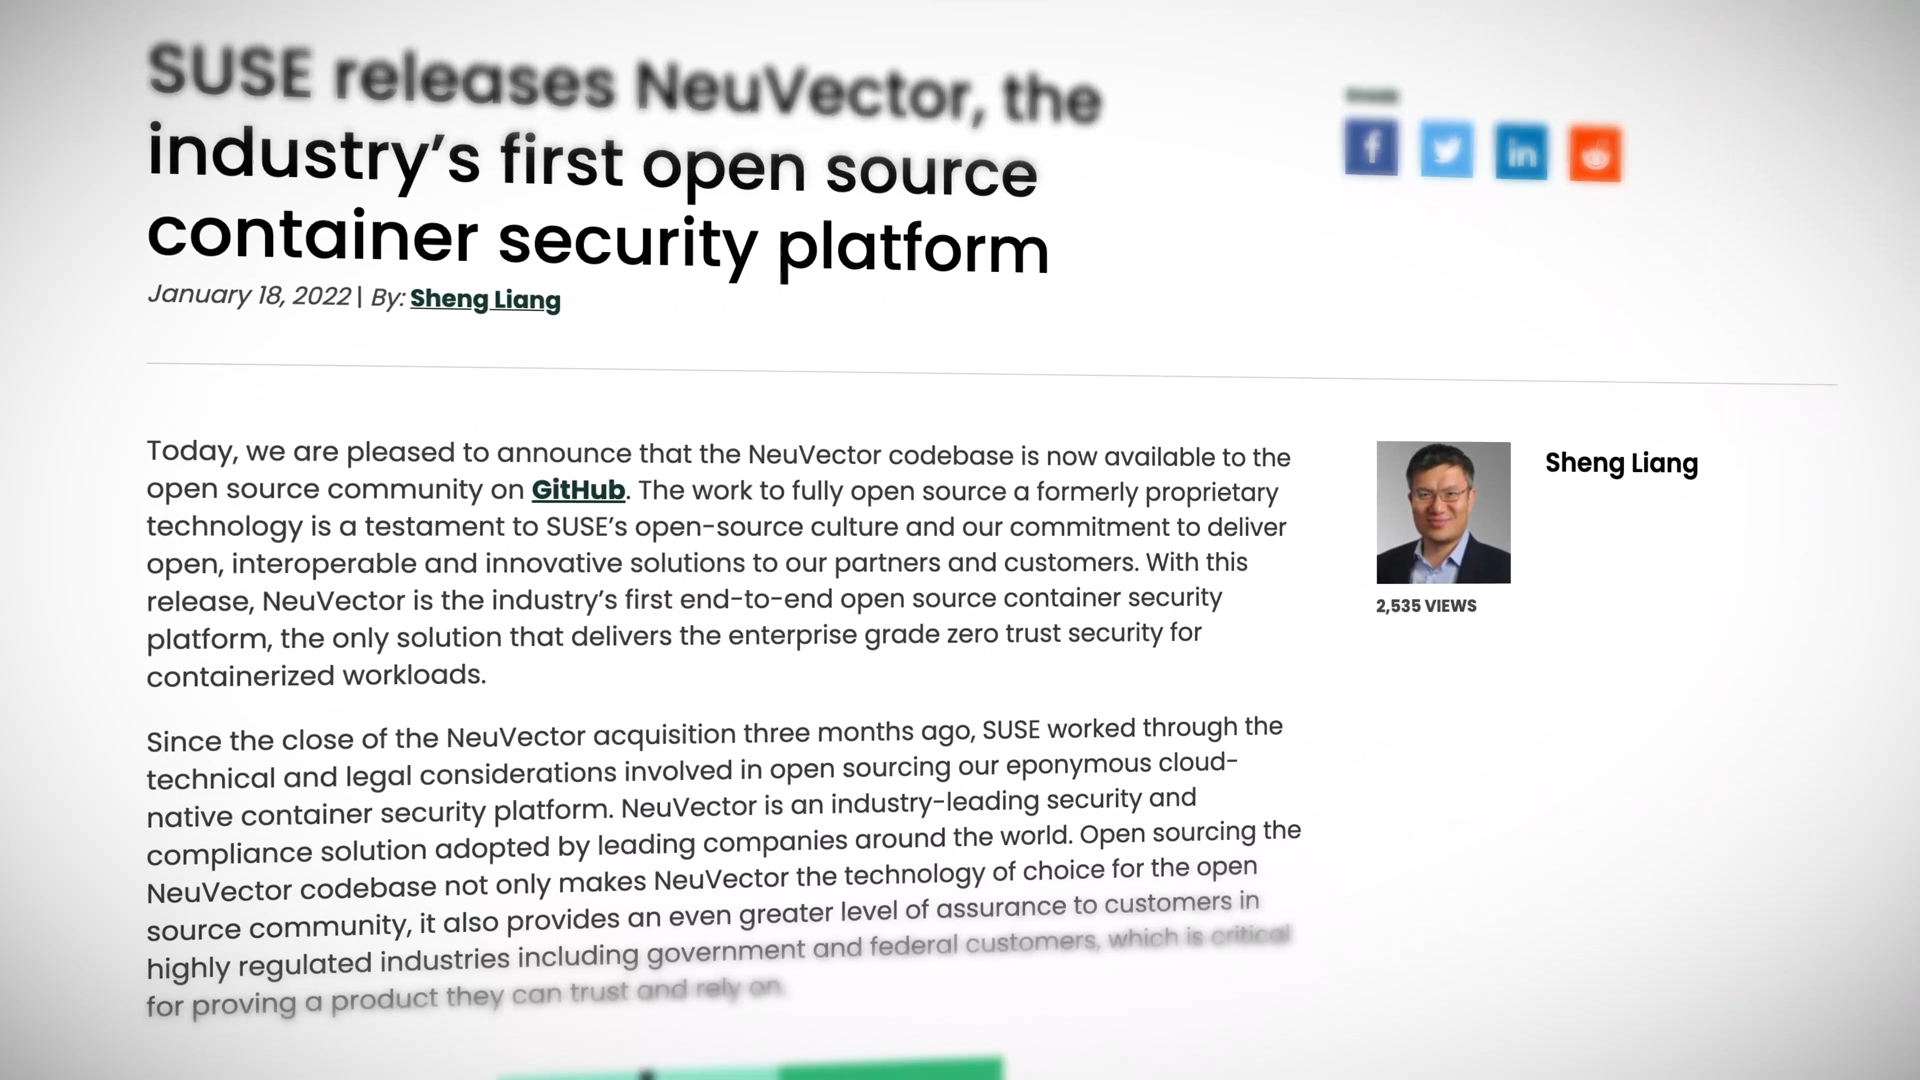 SUSE releases NeuVector, the
industry’s first open source
container security platform
January 18, 2022 | By: Sheng Liang
Today, we are pleased to announce that the NeuVector codebase is now available to the
open source community on GitHub. The work to fully open source a formerly proprietary
technology is a testament to SUSE’s open-source culture and our commitment to deliver
open, interoperable and innovative solutions to our partners and customers. With this
release, NeuVector is the industry’s first end-to-end open source container security
platform, the only solution that delivers the enterprise grade zero trust security for
containerized workloads.
Since the close of the NeuVector acquisition three months ago, SUSE worked through the
technical and legal considerations involved in open sourcing our eponymous cloud-
native container security platform. NeuVector is an industry-leading security and
compliance solution adopted by leading companies around the world. Open sourcing the
NeuVector codebase not only makes NeuVector the technology of choice for the open
source community, it also provides an even greater level of assurance to customers in
highly regulated industries including government and federal customers, which is critical
for proving a product they can trust and rely on.
f
in
Sheng Liang
2,535 VIEWS